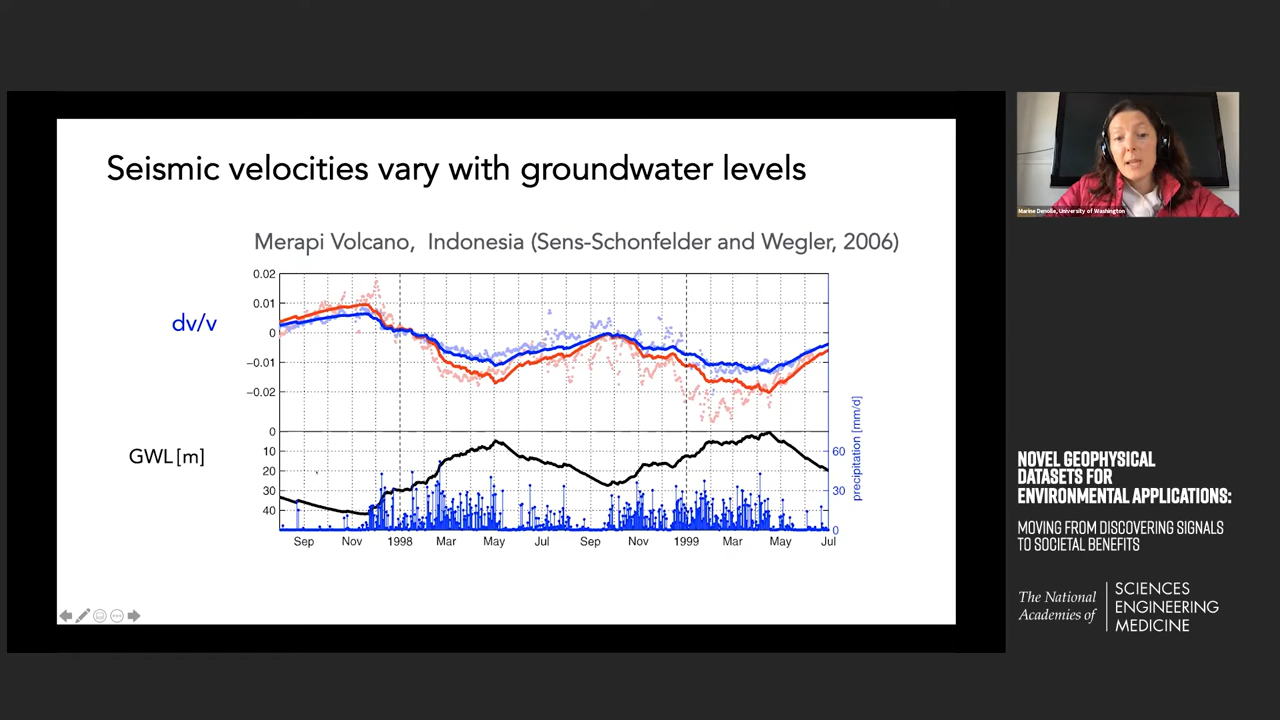 Seismic velocities vary with groundwater levels
Merapi Volcano, Indonesia (Sens-Schonfelder and Wegler, 2006)
0.02
0.01
0
−0.01
−0.02
dv/v
0
10
20
30
40
GWL [m]
60
30
0
precipitation [mm/d]
Sep Nov 1998 Mar May Jul Sep Nov 1999 Mar May Jul
Marine Denolle, University of Washington
NOVEL GEOPHYSICAL
DATASETS FOR
ENVIRONMENTAL APPLICATIONS:
MOVING FROM DISCOVERING SIGNALS
TO SOCIETAL BENEFITS
The National
Academies of
SCIENCES
ENGINEERING
MEDICINE